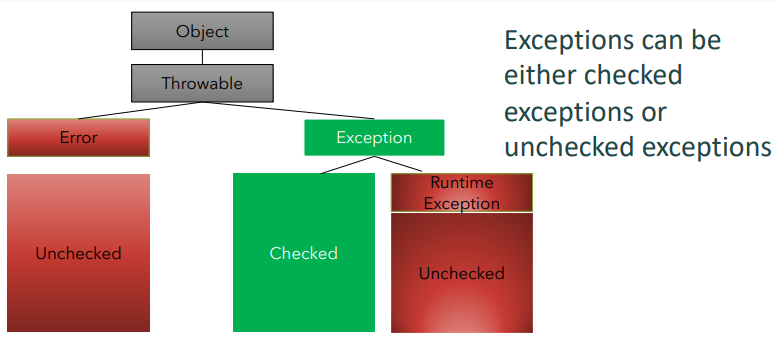 Object
Throwable
Error
Exception
Runtime
Exception
Unchecked
Checked
Unchecked
Exceptions can be
either checked
exceptions or
unchecked exceptions